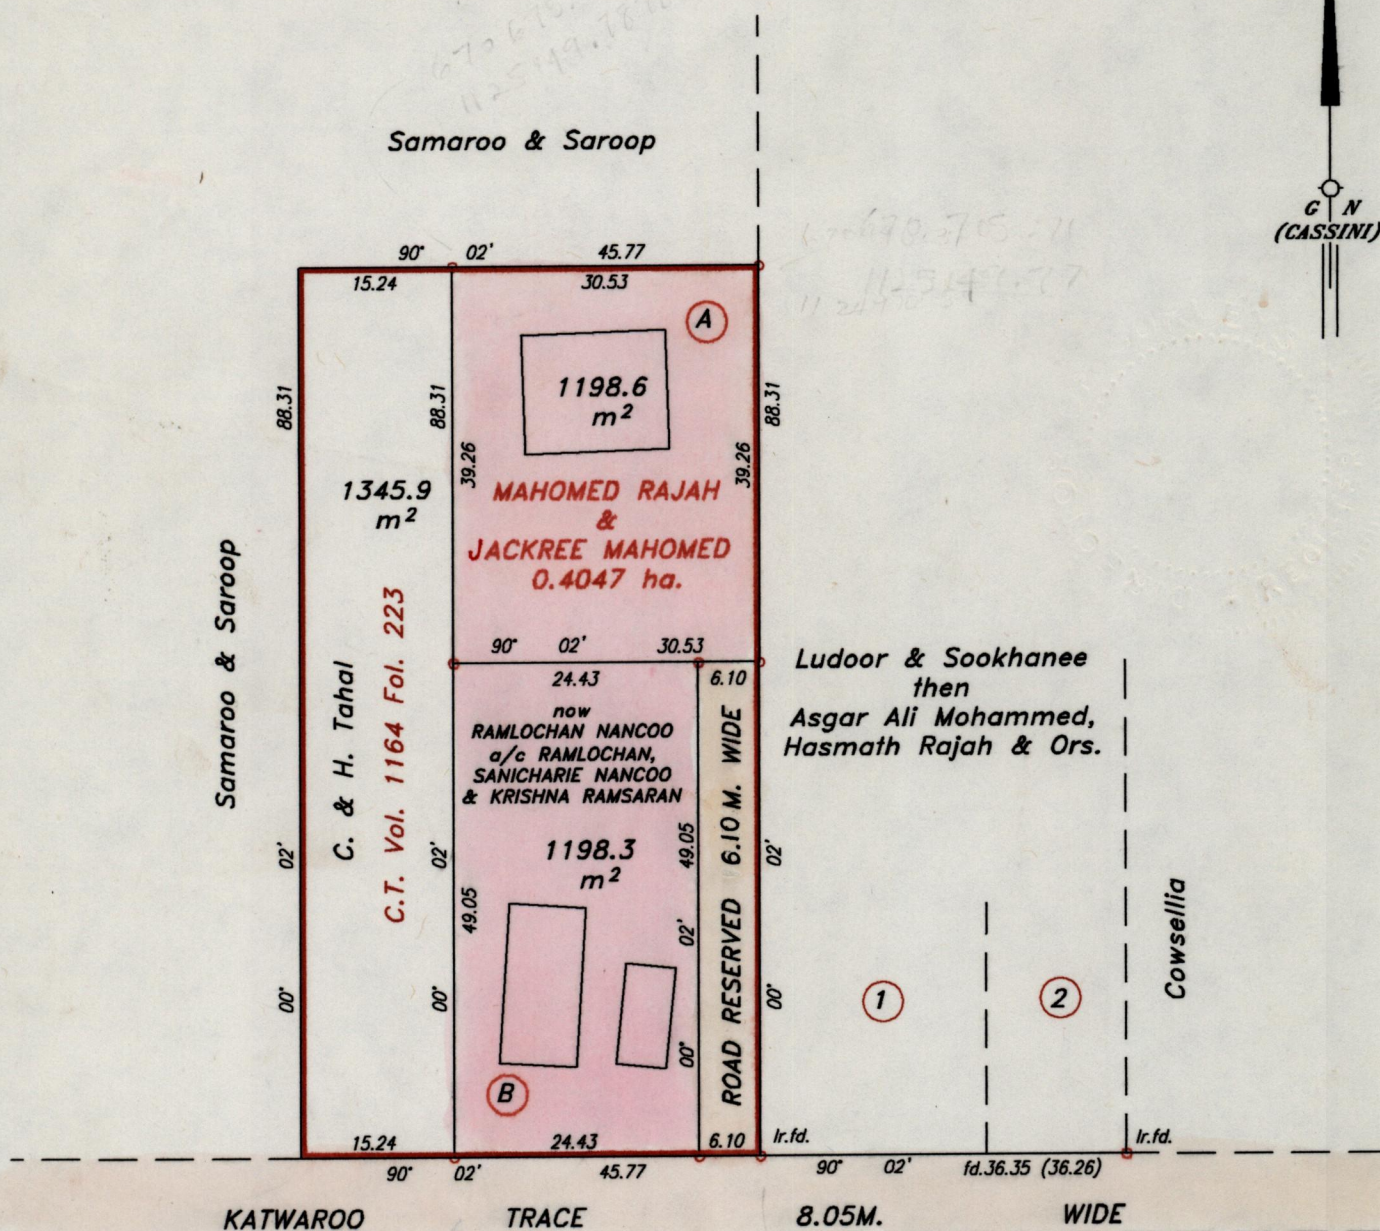 Samaroo & Saroop
G N
(CASSINI)
90° 02' 45.77
15.24
30.53
A
88.31
88.31
88.31
1198.6
m²
39.26
39.26
1345.9
m²
MAHOMED RAJAH
&
JACKREE MAHOMED
0.4047 ha.
Samaroo & Saroop
C. & H. Tahal
C.T. Vol. 1164 Fol. 223
90° 02' 30.53
24.43
6.10
now
RAMLOCHAN NANCOO
a/c RAMLOCHAN,
SANICHARIE NANCOO
& KRISHNA RAMSARAN
1198.3
m²
ROAD RESERVED 6.10 M. WIDE
Ludoor & Sookhanee
then
Asgar Ali Mohammed,
Hasmath Rajah & Ors.
02'
02'
49.05
49.05
02'
02'
00°
00°
00°
00°
B
1
2
Cowsellia
15.24
24.43
6.10
Ir.fd.
Ir.fd.
90° 02' 45.77
90° 02' fd.36.35 (36.26)
KATWAROO TRACE 8.05M. WIDE